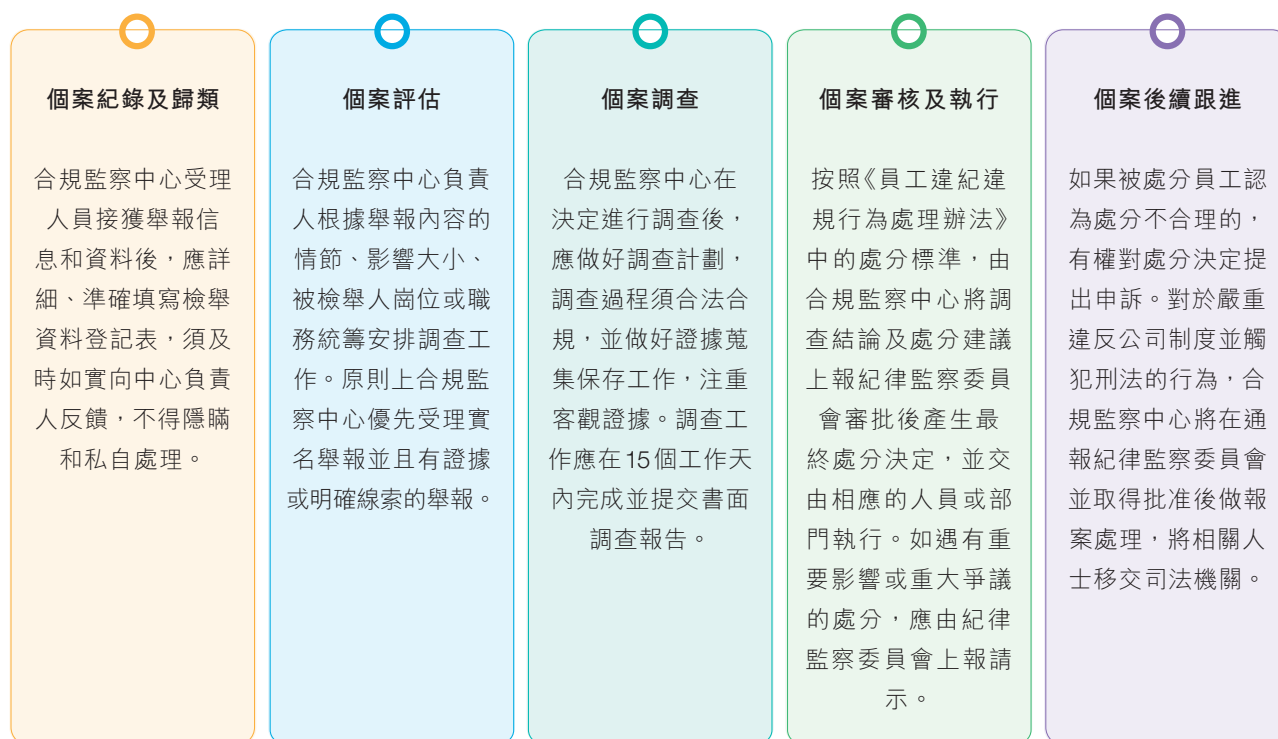 個案紀錄及歸類
合規監察中心受理
人員接獲舉報信
息和資料後，應詳
細、準確填寫檢舉
資料登記表，須及
時如實向中心負責
人反饋，不得隱瞞
和私自處理。
個案評估
合規監察中心負責
人根據舉報內容的
情節、影響大小、
被檢舉人崗位或職
務統籌安排調查工
作。原則上合規監
察中心優先受理實
名舉報並且有證據
或明確線索的舉報。
個案調查
合規監察中心在
決定進行調查後，
應做好調查計劃，
調查過程須合法合
規，並做好證據蒐
集保存工作，注重
客觀證據。調查工
作應在15個工作天
內完成並提交書面
調查報告。
個案審核及執行
按照《員工違紀違
規行為處理辦法》
中的處分標準，由
合規監察中心將調
查結論及處分建議
上報紀律監察委員
會審批後產生最
終處分決定，並交
由相應的人員或部
門執行。如遇有重
要影響或重大爭議
的處分，應由紀律
監察委員會上報請
示。
個案後續跟進
如果被處分員工認
為處分不合理的，
有權對處分決定提
出申訴。對於嚴重
違反公司制度並觸
犯刑法的行為，合
規監察中心將在通
報紀律監察委員會
並取得批准後做報
案處理，將相關人
士移交司法機關。